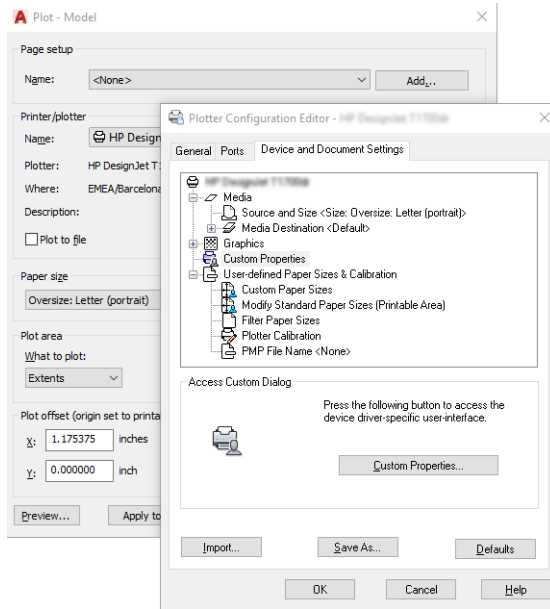 Plot - Model
Page setup
Name:
<None>
Add...
Printer/plotter
Name:
HP Design
Plotter:
HP DesignJet T
Where:
EMEA/Barcelona
Description:
Plot to file
Paper size
Oversize: Letter (portrait)
Plot area
What to plot:
Extents
Plot offset (origin set to printa
X:
1.175375
inches
Y:
0.000000
inch
Preview...
Apply to
Plotter Configuration Editor -
General
Ports
Device and Document Settings
Media
Source and Size <Size: Oversize: Letter (portrait)>
Media Destination <Default>
Graphics
Custom Properties
User-defined Paper Sizes & Calibration
Custom Paper Sizes
Modify Standard Paper Sizes (Printable Area)
Filter Paper Sizes
Plotter Calibration
PMP File Name <None>
Access Custom Dialog
Press the following button to access the
device driver-specific user-interface.
Custom Properties...
Import...
Save As...
Defaults
OK
Cancel
Help